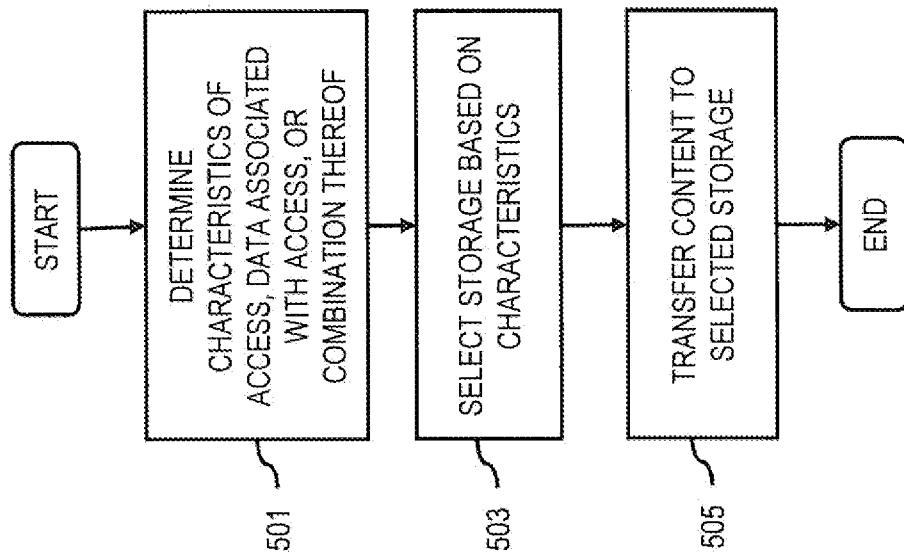 START
DETERMINE
CHARACTERISTICS OF
ACCESS, DATA ASSOCIATED
WITH ACCESS, OR
COMBINATION THEREOF
501
SELECT STORAGE BASED ON
CHARACTERISTICS
503
TRANSFER CONTENT TO
SELECTED STORAGE
505
END